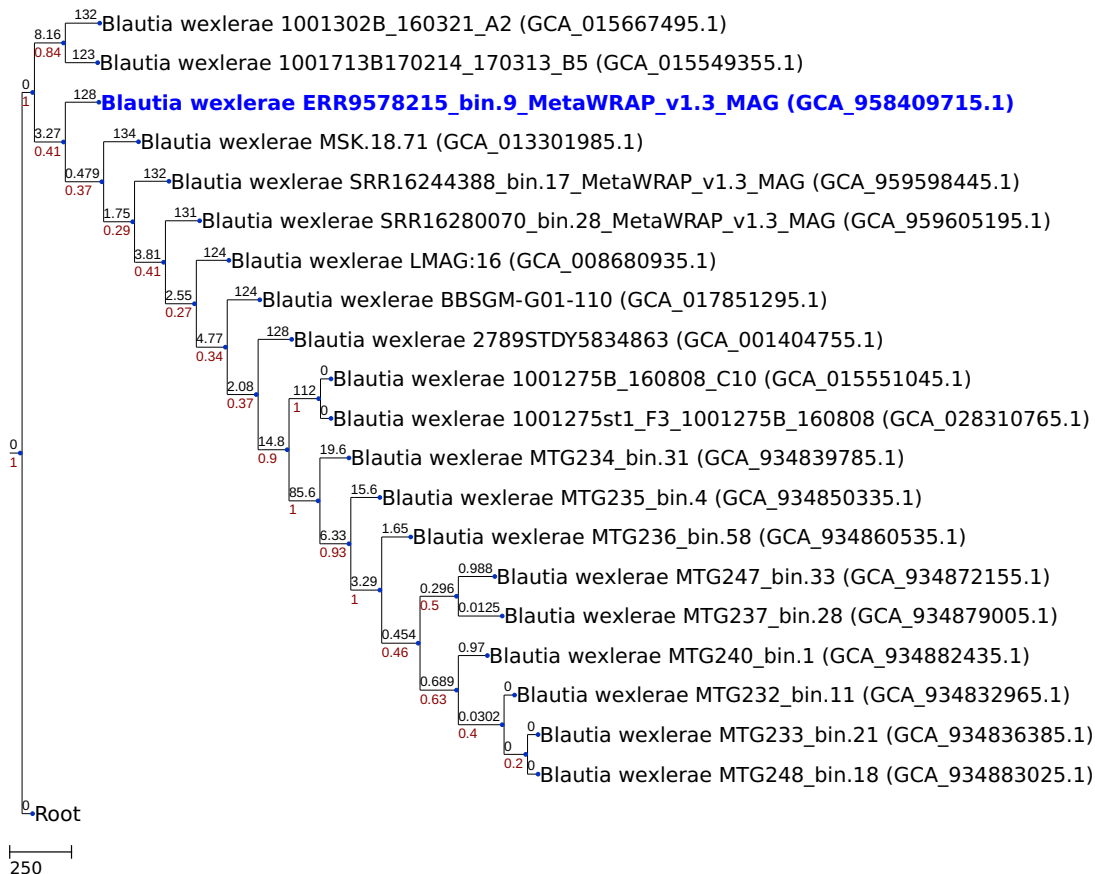 132 Blautia wexlerae 1001302B_160321_A2 (GCA_015667495.1)
8.16
0.84
123 Blautia wexlerae 1001713B170214_170313_B5 (GCA_015549355.1)
0
1
128 Blautia wexlerae ERR9578215_bin.9_MetaWRAP_v1.3_MAG (GCA_958409715.1)
3.27
0.41
134 Blautia wexlerae MSK.18.71 (GCA_013301985.1)
0.479
0.37
132 Blautia wexlerae SRR16244388_bin.17_MetaWRAP_v1.3_MAG (GCA_959598445.1)
1.75
0.29
131 Blautia wexlerae SRR16280070_bin.28_MetaWRAP_v1.3_MAG (GCA_959605195.1)
3.81
0.41
124 Blautia wexlerae LMAG:16 (GCA_008680935.1)
2.55
0.27
124 Blautia wexlerae BBSGM-G01-110 (GCA_017851295.1)
4.77
0.34
128 Blautia wexlerae 2789STDY5834863 (GCA_001404755.1)
2.08
0.37
0 Blautia wexlerae 1001275B_160808_C10 (GCA_015551045.1)
112
1
0 Blautia wexlerae 1001275st1_F3_1001275B_160808 (GCA_028310765.1)
14.8
0.9
19.6 Blautia wexlerae MTG234_bin.31 (GCA_934839785.1)
0
1
85.6
1
15.6 Blautia wexlerae MTG235_bin.4 (GCA_934850335.1)
6.33
0.93
1.65 Blautia wexlerae MTG236_bin.58 (GCA_934860535.1)
3.29
1
0.988 Blautia wexlerae MTG247_bin.33 (GCA_934872155.1)
0.296
0.5
0.0125 Blautia wexlerae MTG237_bin.28 (GCA_934879005.1)
0.454
0.46
0.97 Blautia wexlerae MTG240_bin.1 (GCA_934882435.1)
0.689
0.63
0 Blautia wexlerae MTG232_bin.11 (GCA_934832965.1)
0.0302
0.4
0 Blautia wexlerae MTG233_bin.21 (GCA_934836385.1)
0
0.2
0 Blautia wexlerae MTG248_bin.18 (GCA_934883025.1)
0 Root
250